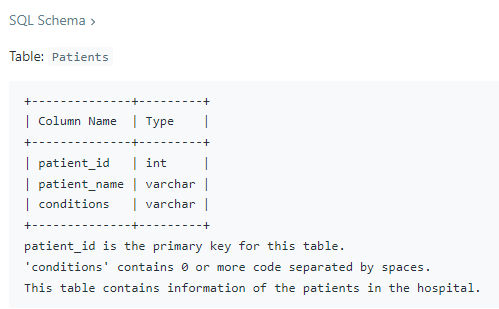 SQL Schema >
Table: Patients
+--------------+---------+
| Column Name  | Type    |
+--------------+---------+
| patient_id   | int     |
| patient_name | varchar |
| conditions   | varchar |
+--------------+---------+
patient_id is the primary key for this table.
'conditions' contains 0 or more code separated by spaces.
This table contains information of the patients in the hospital.